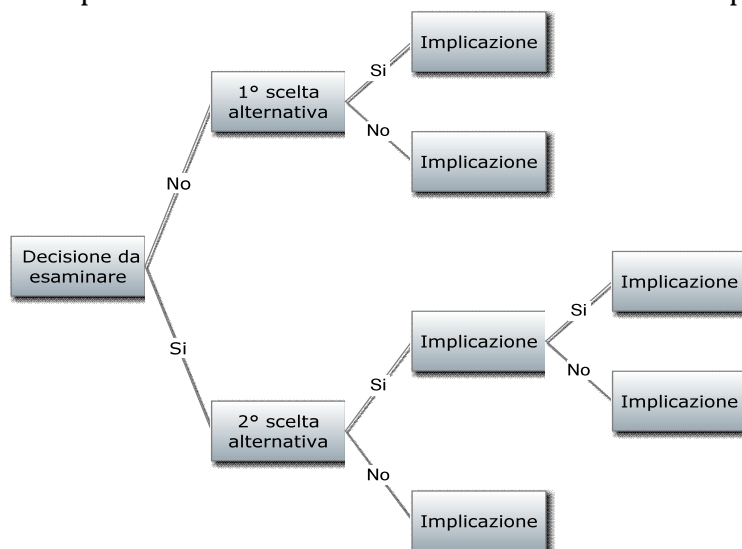 Implicazione
Si
1° scelta
alternativa
No
Implicazione
No
Decisione da
esaminare
Implicazione
Si
Si
Implicazione
No
Implicazione
Si
2° scelta
alternativa
No
Implicazione